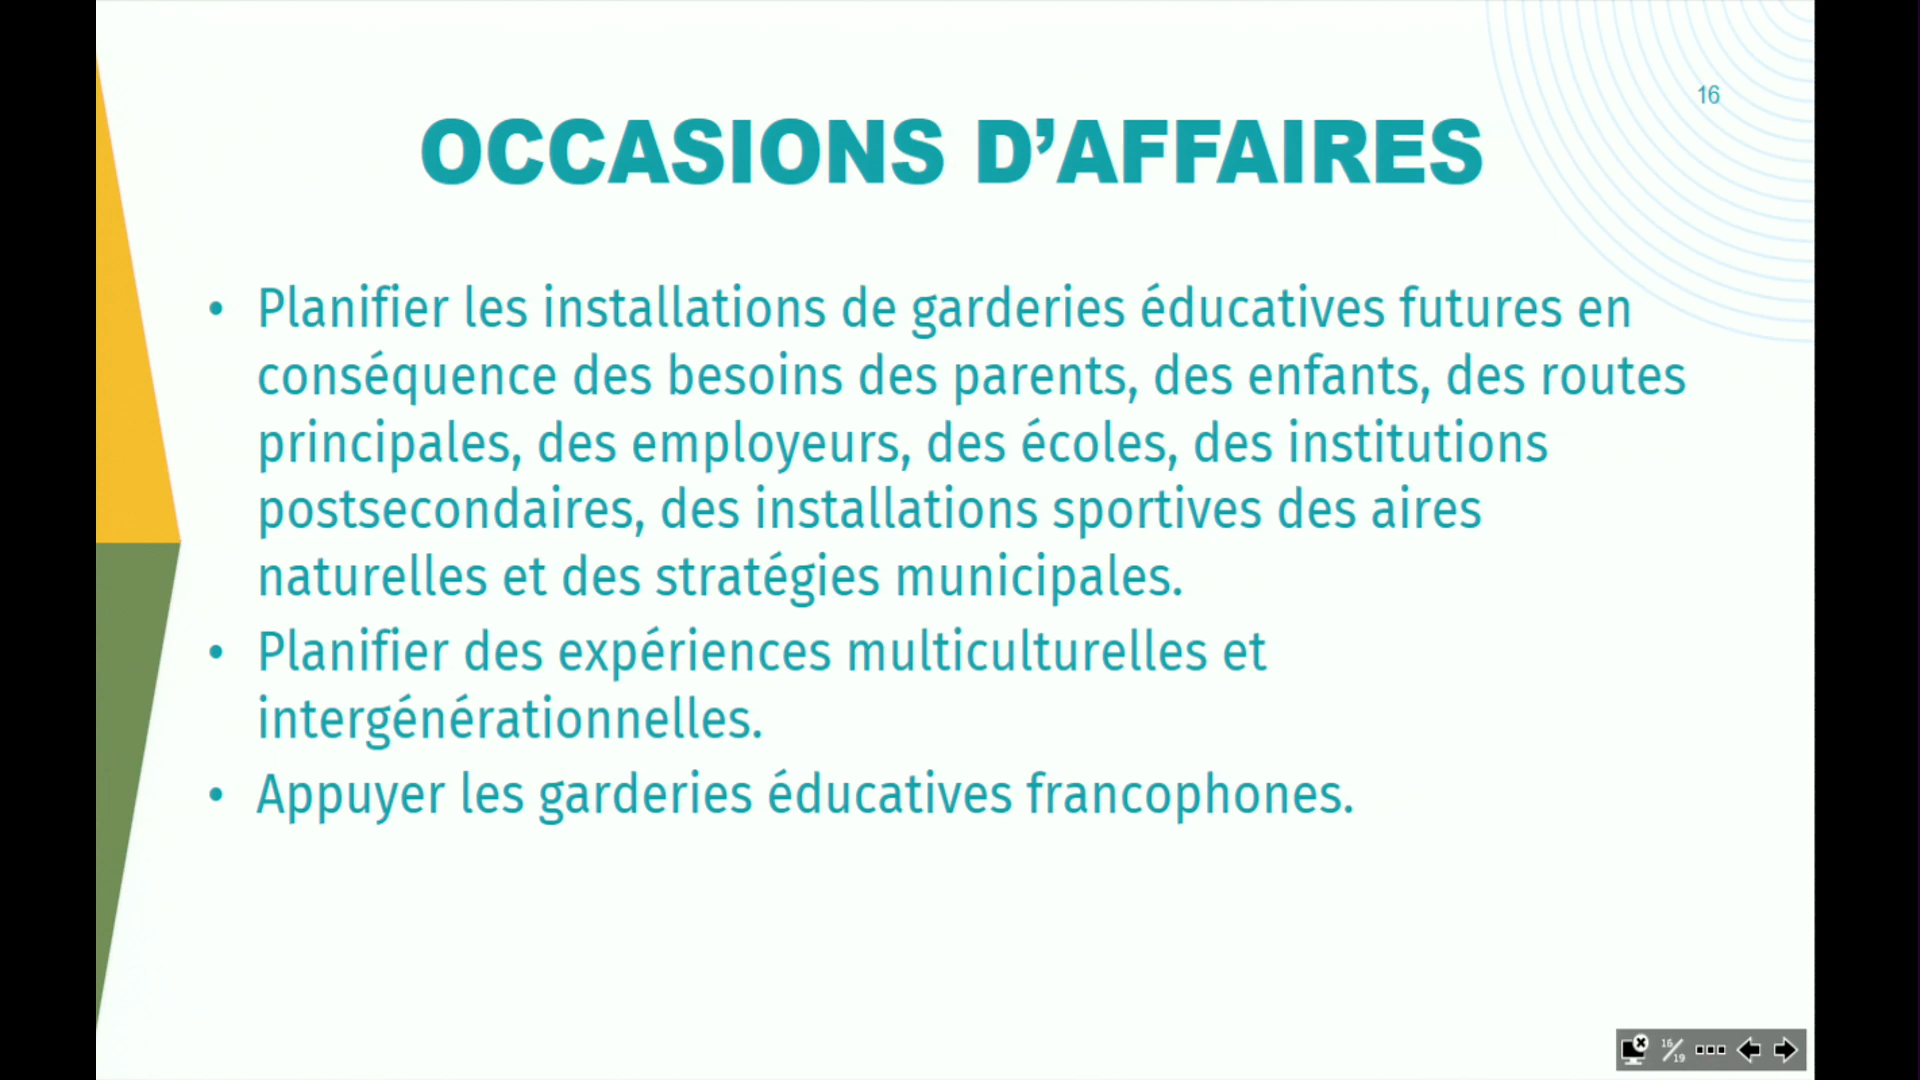 16
OCCASIONS D’AFFAIRES
• Planifier les installations de garderies éducatives futures en
conséquence des besoins des parents, des enfants, des routes
principales, des employeurs, des écoles, des institutions
postsecondaires, des installations sportives des aires
naturelles et des stratégies municipales.
• Planifier des expériences multiculturelles et
intergénérationnelles.
• Appuyer les garderies éducatives francophones.
16/19